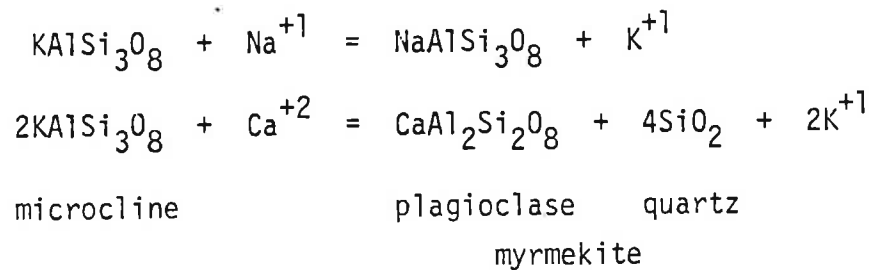 KAlSi₃O₈ + Na⁺¹ = NaAlSi₃O₈ + K⁺¹
2KAlSi₃O₈ + Ca⁺² = CaAl₂Si₂O₈ + 4SiO₂ + 2K⁺¹
microcline plagioclase quartz
myrmekite